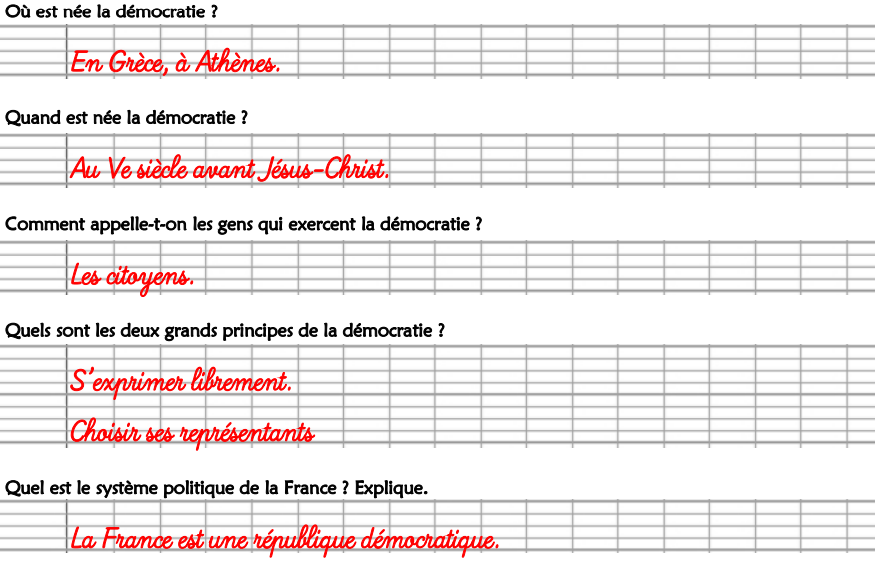 Où est née la démocratie ?
En Grèce, à Athènes.
Quand est née la démocratie ?
Au Ve siècle avant Jésus-Christ.
Comment appelle-t-on les gens qui exercent la démocratie ?
Les citoyens.
Quels sont les deux grands principes de la démocratie ?
S'exprimer librement.
Choisir ses représentants
Quel est le système politique de la France ? Explique.
La France est une république démocratique.